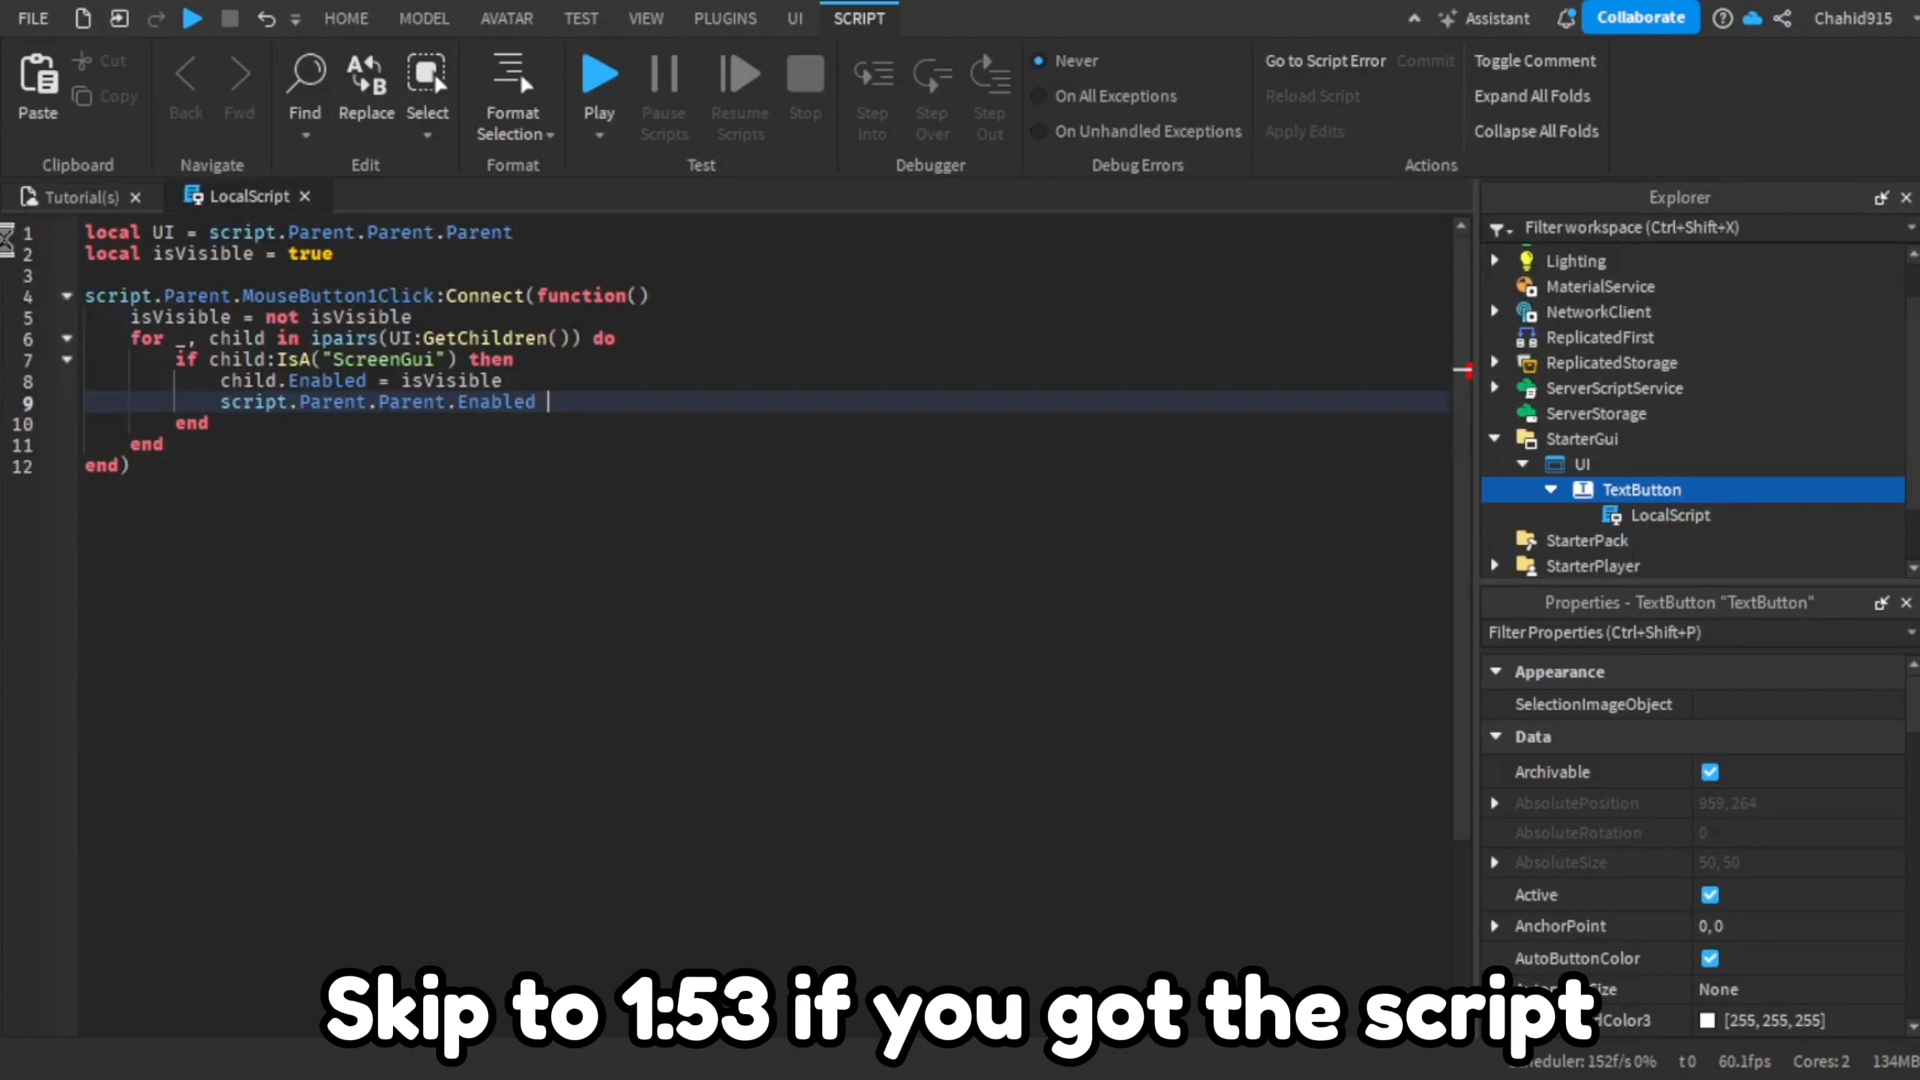 FILE HOME MODEL AVATAR TEST VIEW PLUGINS UI SCRIPT Assistant Collaborate Chahid915
Paste Cut Copy Back Fwd Find Replace Select Format Selection Play Pause Scripts Resume Scripts Stop Step Into Step Over Step Out Never On All Exceptions On Unhandled Exceptions Go to Script Error Commit Reload Script Apply Edits Toggle Comment Expand All Folds Collapse All Folds
Clipboard Navigate Edit Format Test Debugger Debug Errors Actions
Tutorial(s) LocalScript
1 local UI = script.Parent.Parent.Parent
2 local isVisible = true
3
4 script.Parent.MouseButton1Click:Connect(function()
5 isVisible = not isVisible
6 for _, child in ipairs(UI:GetChildren()) do
7 if child:IsA("ScreenGui") then
8 child.Enabled = isVisible
9 script.Parent.Parent.Enabled
10 end
11 end
12 end)
Explorer
Filter workspace (Ctrl+Shift+X)
Lighting
MaterialService
NetworkClient
ReplicatedFirst
ReplicatedStorage
ServerScriptService
ServerStorage
StarterGui
UI
TextButton
LocalScript
StarterPack
StarterPlayer
Properties - TextButton "TextButton"
Filter Properties (Ctrl+Shift+P)
Appearance
SelectionImageObject
Data
Archivable
AbsolutePosition 959, 264
AbsoluteRotation 0
AbsoluteSize 50, 50
Active
AnchorPoint 0, 0
AutoButtonColor
None
[255, 255, 255]
Skip to 1:53 if you got the script
152f/s 0% t 0 60.1fps Cores: 2 134MB